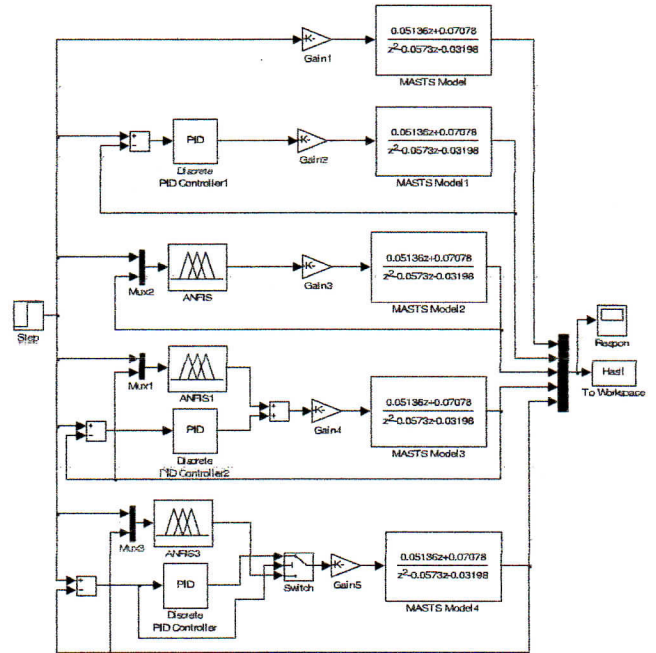 K-
Gain1
0.05136z+0.07078
z²-0.0573z-0.03198
MASTS Model
+
−
PID
Discrete
PID Controller1
K-
Gain2
0.05136z+0.07078
z²-0.0573z-0.03198
MASTS Model1
Mux2
ANFIS
K-
Gain3
0.05136z+0.07078
z²-0.0573z-0.03198
MASTS Model2
Step
Respon
Hasil
To Workspace
Mux1
ANFIS1
+
−
PID
Discrete
PID Controller2
+
+
K-
Gain4
0.05136z+0.07078
z²-0.0573z-0.03198
MASTS Model3
Mux3
ANFIS3
+
−
PID
Discrete
PID Controller
Switch
K-
Gain5
0.05136z+0.07078
z²-0.0573z-0.03198
MASTS Model4